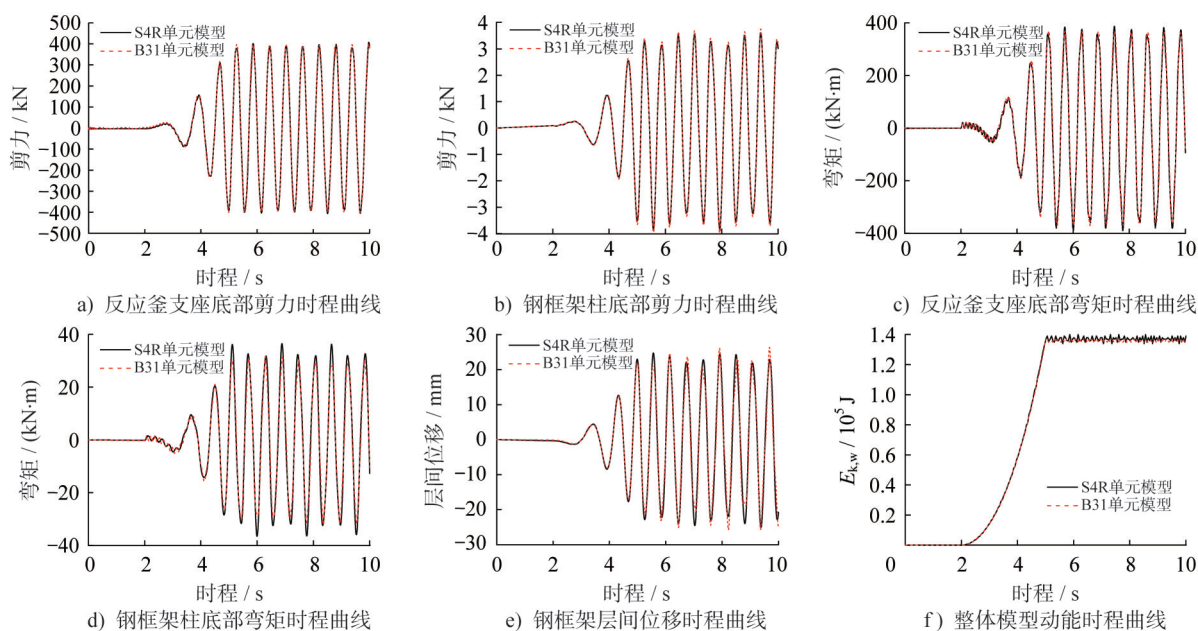 500
400
300
200
100
0
−100
−200
−300
−400
−500
剪力 / kN
S4R单元模型
B31单元模型
0 2 4 6 8 10
时程 / s
a) 反应釜支座底部剪力时程曲线
4
3
2
1
0
−1
−2
−3
−4
剪力 / kN
S4R单元模型
B31单元模型
0 2 4 6 8 10
时程 / s
b) 钢框架柱底部剪力时程曲线
400
200
0
−200
−400
弯矩 / (kN·m)
S4R单元模型
B31单元模型
0 2 4 6 8 10
时程 / s
c) 反应釜支座底部弯矩时程曲线
40
20
0
−20
−40
弯矩 / (kN·m)
S4R单元模型
B31单元模型
0 2 4 6 8 10
时程 / s
d) 钢框架柱底部弯矩时程曲线
30
20
10
0
−10
−20
−30
层间位移 / mm
S4R单元模型
B31单元模型
0 2 4 6 8 10
时程 / s
e) 钢框架层间位移时程曲线
1.4
1.2
1.0
0.8
0.6
0.4
0.2
Ek,w / 10⁵ J
S4R单元模型
B31单元模型
0 2 4 6 8 10
时程 / s
f) 整体模型动能时程曲线